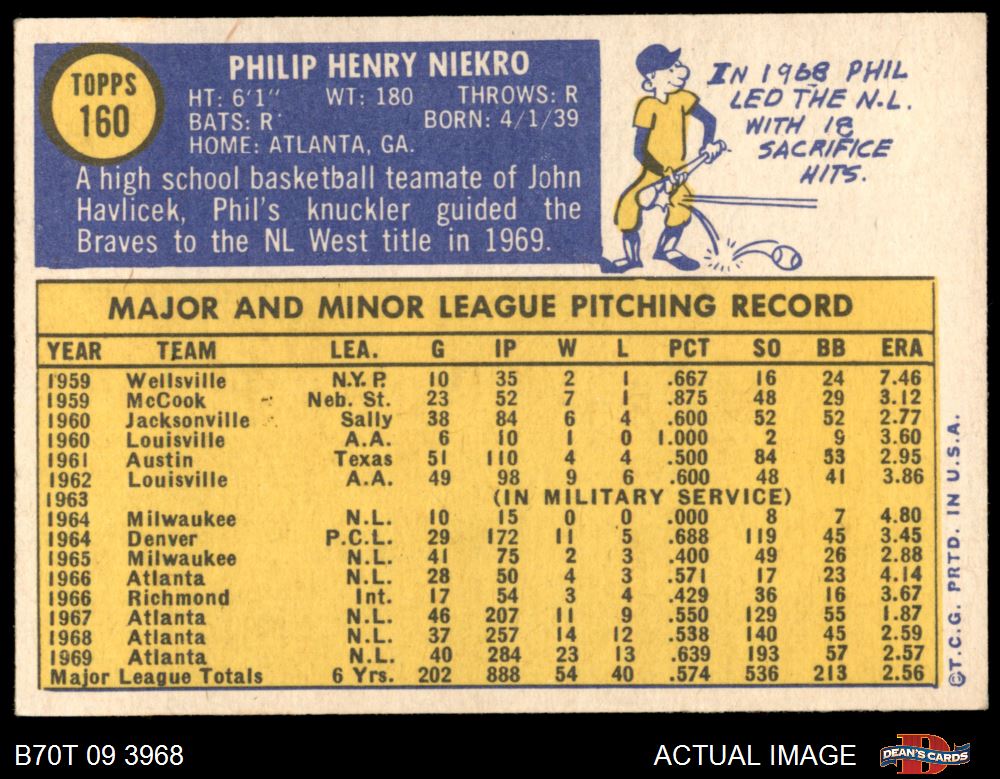 TOPPS
160
PHILIP HENRY NIEKRO
HT: 6'1" WT: 180 THROWS: R
BATS: R BORN: 4/1/39
HOME: ATLANTA, GA.
A high school basketball teamate of John
Havlicek, Phil's knuckler guided the
Braves to the NL West title in 1969.
IN 1968 PHIL
LED THE N.L.
WITH 18
SACRIFICE
HITS.
MAJOR AND MINOR LEAGUE PITCHING RECORD
YEAR TEAM LEA. G IP W L PCT SO BB ERA
1959 Wellsville N.Y.P. 10 35 2 1 .667 16 24 7.46
1959 McCook Neb. St. 23 52 7 1 .875 48 29 3.12
1960 Jacksonville Sally 38 84 6 4 .600 52 52 2.77
1960 Louisville A.A. 6 10 1 0 1.000 2 9 3.60
1961 Austin Texas 51 110 4 4 .500 84 53 2.95
1962 Louisville A.A. 49 98 9 6 .600 48 41 3.86
1963 (IN MILITARY SERVICE)
1964 Milwaukee N.L. 10 15 0 0 .000 8 7 4.80
1964 Denver P.C.L. 29 172 11 5 .688 119 45 3.45
1965 Milwaukee N.L. 41 75 2 3 .400 49 26 2.88
1966 Atlanta N.L. 28 50 4 3 .571 17 23 4.14
1966 Richmond Int. 17 54 3 4 .429 36 16 3.67
1967 Atlanta N.L. 46 207 11 9 .550 129 55 1.87
1968 Atlanta N.L. 37 257 14 12 .538 140 45 2.59
1969 Atlanta N.L. 40 284 23 13 .639 193 57 2.57
Major League Totals 6 Yrs. 202 888 54 40 .574 536 213 2.56
©T.C.G. PRTD. IN U.S.A.
B70T 09 3968
ACTUAL IMAGE
DEAN'S CARDS